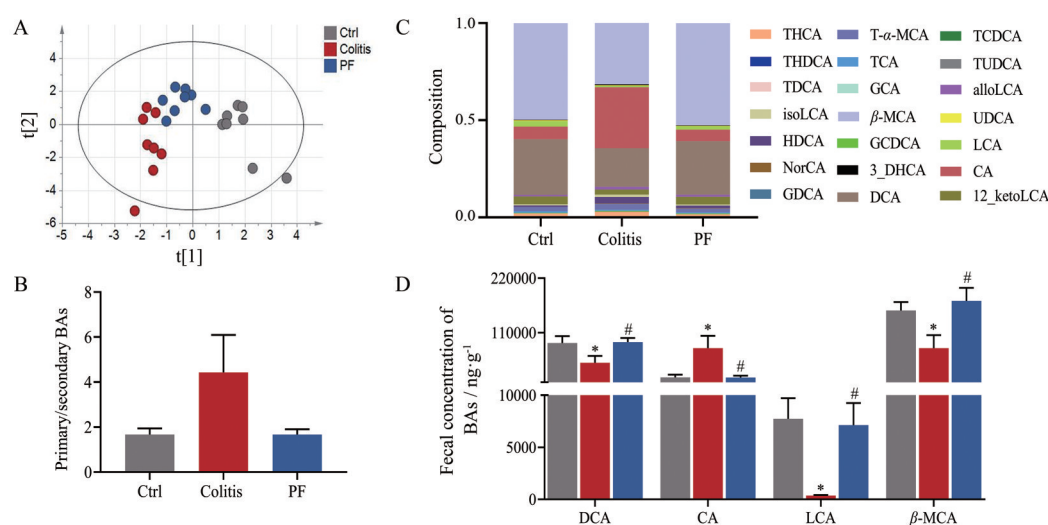 A
Ctrl
Colitis
PF
t[2]
4
2
0
-2
-4
-6
-5
-4
-3
-2
-1
0
1
2
3
4
5
t[1]
B
Primary/secondary BAs
8
6
4
2
0
Ctrl
Colitis
PF
C
Composition
1.0
0.5
0.0
Ctrl
Colitis
PF
THCA
THDCA
TDCA
isoLCA
HDCA
NorCA
GDCA
T-α-MCA
TCA
GCA
β-MCA
GCDCA
3_DHCA
DCA
TCDCA
TUDCA
alloLCA
UDCA
LCA
CA
12_ketoLCA
D
Fecal concentration of
BAs / ng·g⁻¹
220000
110000
10000
5000
0
* #
* #
* #
* #
DCA
CA
LCA
β-MCA